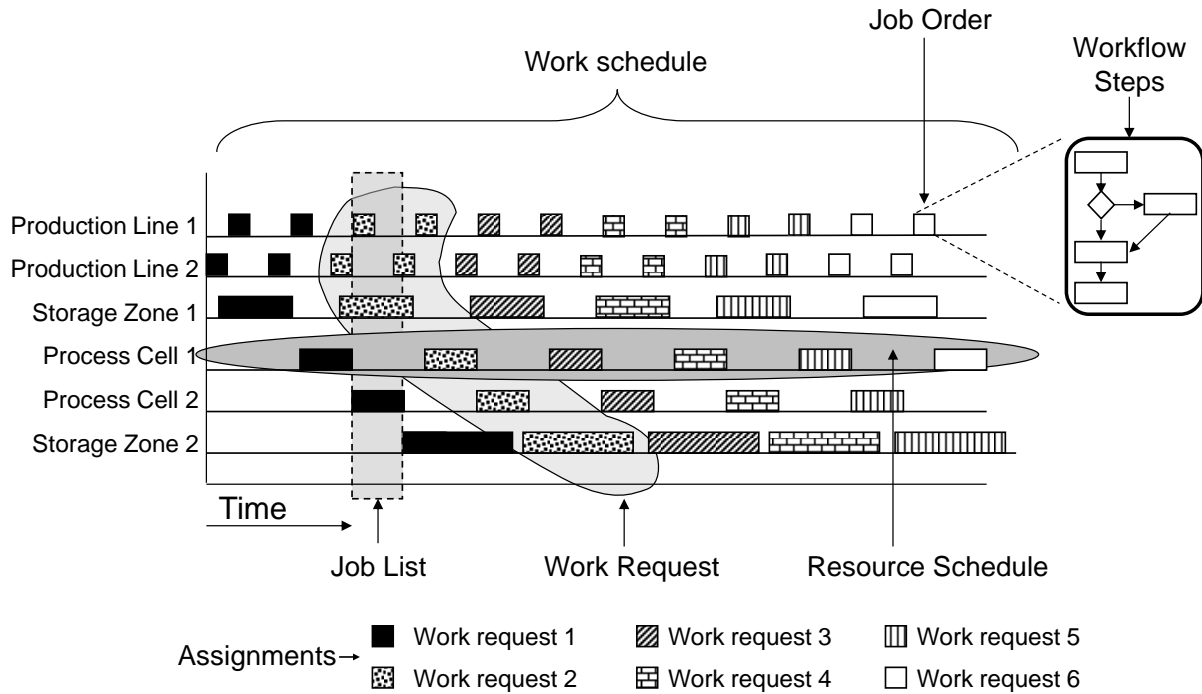 Job Order
Workflow
Steps
Work schedule
Production Line 1
Production Line 2
Storage Zone 1
Process Cell 1
Process Cell 2
Storage Zone 2
Time
Job List
Work Request
Resource Schedule
Assignments
Work request 1
Work request 3
Work request 5
Work request 2
Work request 4
Work request 6